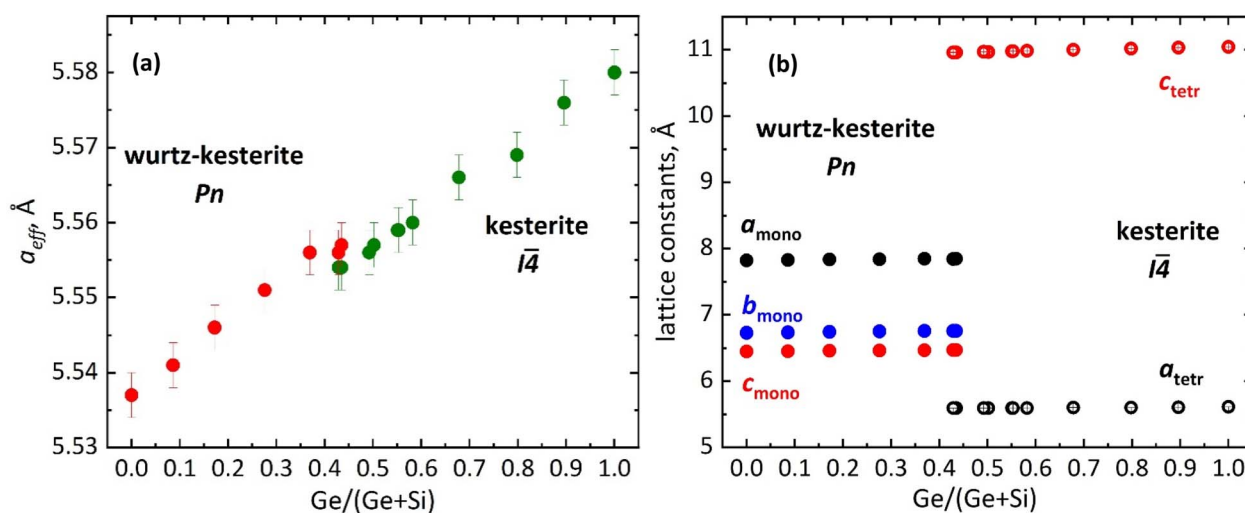 (a)
wurtz-kesterite
Pn
kesterite
I4̅
a_eff, Å
5.58
5.57
5.56
5.55
5.54
5.53
0.0 0.1 0.2 0.3 0.4 0.5 0.6 0.7 0.8 0.9 1.0
Ge/(Ge+Si)
(b)
c_tetr
wurtz-kesterite
Pn
a_mono
kesterite
I4̅
b_mono
c_mono
a_tetr
lattice constants, Å
11
10
9
8
7
6
5
0.0 0.1 0.2 0.3 0.4 0.5 0.6 0.7 0.8 0.9 1.0
Ge/(Ge+Si)